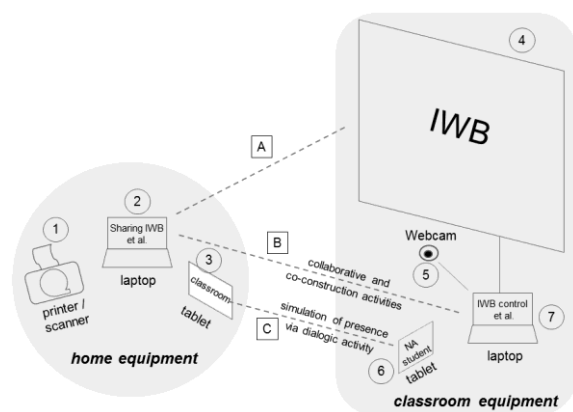 4
IWB
A
2
Sharing IWB
et al.
laptop
1
printer /
scanner
3
classroom
tablet
B
collaborative and
co-construction activities
Webcam
5
IWB control
et al.
7
laptop
C
simulation of presence
via dialogic activity
NA
student
6
tablet
home equipment
classroom equipment